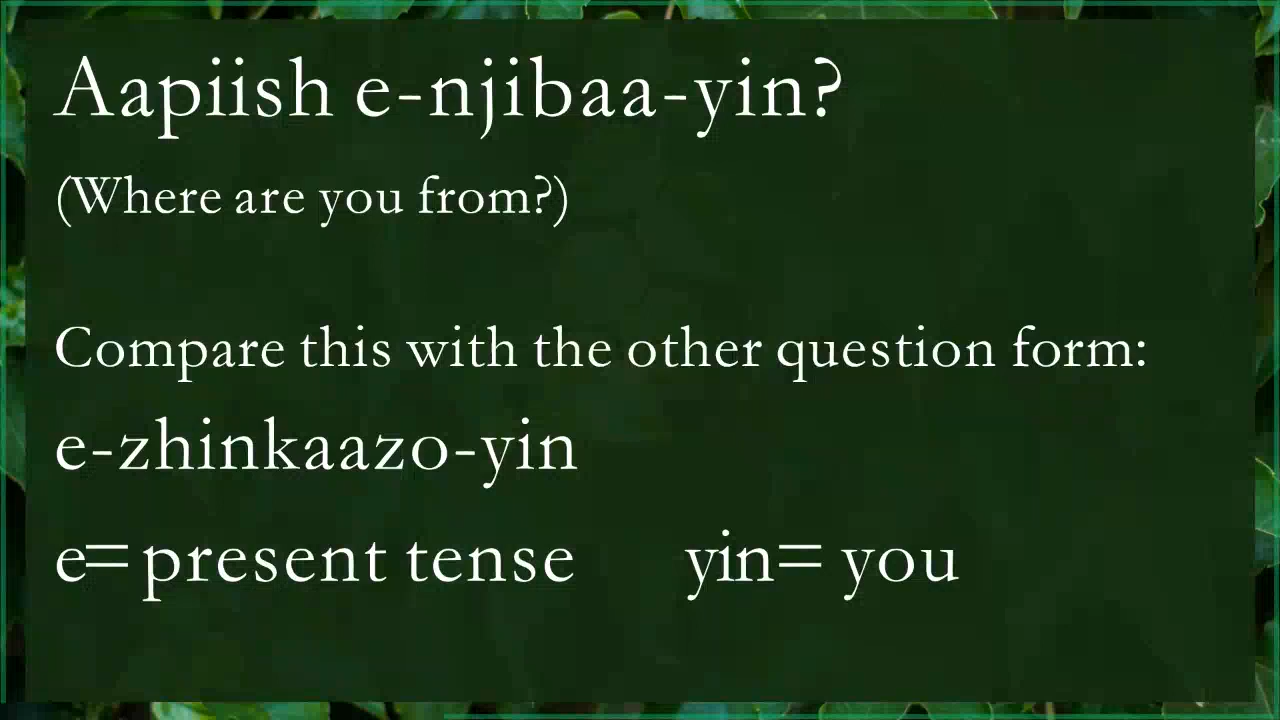 Aapiish e-njibaa-yin?
(Where are you from?)
Compare this with the other question form:
e-zhinkaazo-yin
e= present tense yin= you